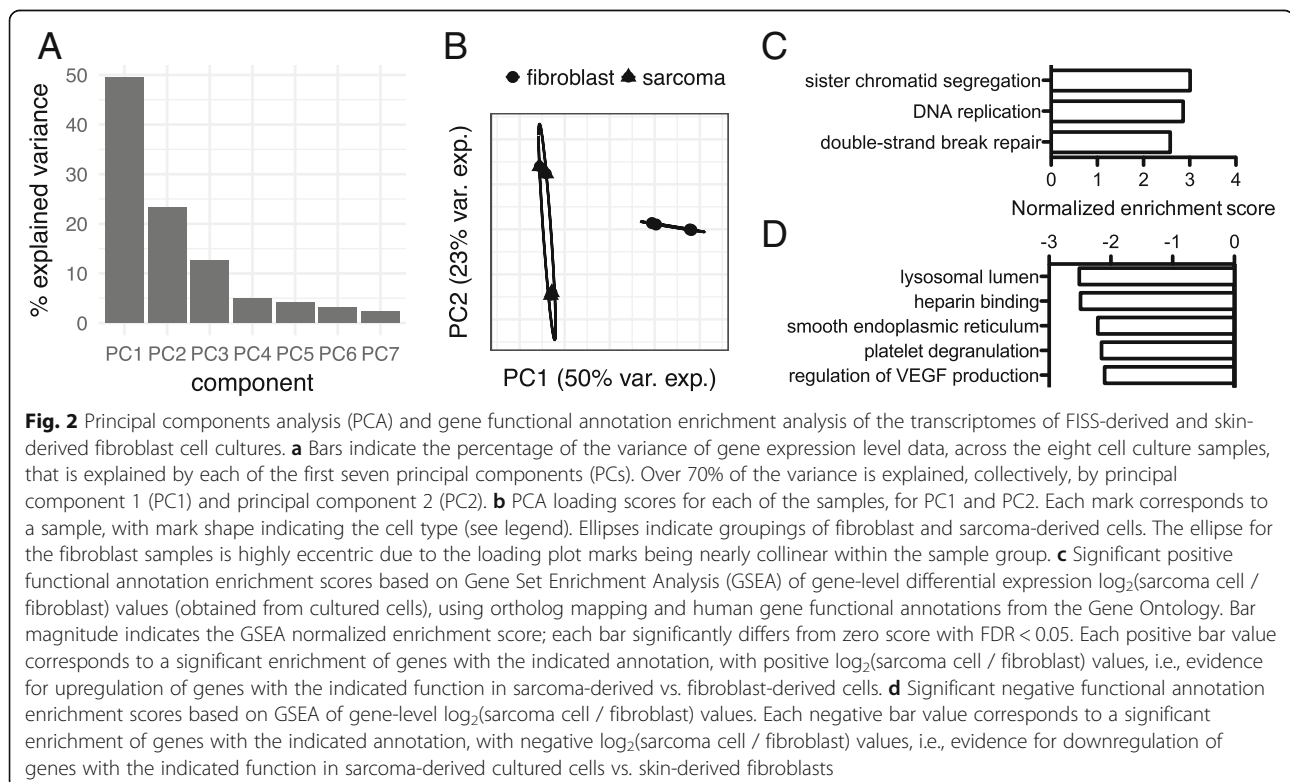 A
50
40
30
20
10
0
% explained variance
PC1 PC2 PC3 PC4 PC5 PC6 PC7
component
B
fibroblast sarcoma
PC2 (23% var. exp.)
PC1 (50% var. exp.)
C
sister chromatid segregation
DNA replication
double-strand break repair
0 1 2 3 4
Normalized enrichment score
D
-3 -2 -1 0
lysosomal lumen
heparin binding
smooth endoplasmic reticulum
platelet degranulation
regulation of VEGF production
Fig. 2 Principal components analysis (PCA) and gene functional annotation enrichment analysis of the transcriptomes of FISS-derived and skin-
derived fibroblast cell cultures. a Bars indicate the percentage of the variance of gene expression level data, across the eight cell culture samples,
that is explained by each of the first seven principal components (PCs). Over 70% of the variance is explained, collectively, by principal
component 1 (PC1) and principal component 2 (PC2). b PCA loading scores for each of the samples, for PC1 and PC2. Each mark corresponds to
a sample, with mark shape indicating the cell type (see legend). Ellipses indicate groupings of fibroblast and sarcoma-derived cells. The ellipse for
the fibroblast samples is highly eccentric due to the loading plot marks being nearly collinear within the sample group. c Significant positive
functional annotation enrichment scores based on Gene Set Enrichment Analysis (GSEA) of gene-level differential expression log₂(sarcoma cell /
fibroblast) values (obtained from cultured cells), using ortholog mapping and human gene functional annotations from the Gene Ontology. Bar
magnitude indicates the GSEA normalized enrichment score; each bar significantly differs from zero score with FDR < 0.05. Each positive bar value
corresponds to a significant enrichment of genes with the indicated annotation, with positive log₂(sarcoma cell / fibroblast) values, i.e., evidence
for upregulation of genes with the indicated function in sarcoma-derived vs. fibroblast-derived cells. d Significant negative functional annotation
enrichment scores based on GSEA of gene-level log₂(sarcoma cell / fibroblast) values. Each negative bar value corresponds to a significant
enrichment of genes with the indicated annotation, with negative log₂(sarcoma cell / fibroblast) values, i.e., evidence for downregulation of
genes with the indicated function in sarcoma-derived cultured cells vs. skin-derived fibroblasts